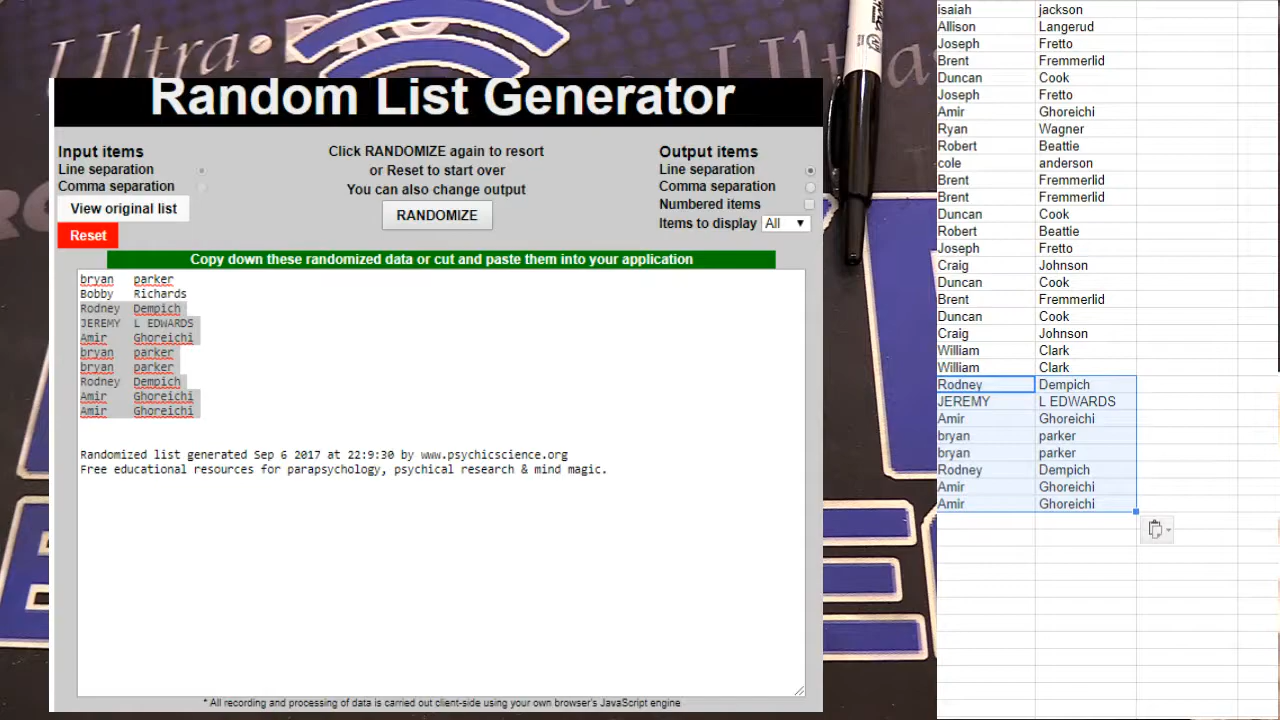 Ultra PRO
Random List Generator
Input items
Line separation
Comma separation
View original list
Reset
Click RANDOMIZE again to resort
or Reset to start over
You can also change output
RANDOMIZE
Output items
Line separation
Comma separation
Numbered items
Items to display All
Copy down these randomized data or cut and paste them into your application
bryan parker
Bobby Richards
Rodney Dempich
JEREMY L EDWARDS
Amir Ghoreichi
bryan parker
bryan parker
Rodney Dempich
Amir Ghoreichi
Amir Ghoreichi
Randomized list generated Sep 6 2017 at 22:9:30 by www.psychicscience.org
Free educational resources for parapsychology, psychical research & mind magic.
* All recording and processing of data is carried out client-side using your own browser's JavaScript engine
isaiah jackson
Allison Langerud
Joseph Fretto
Brent Fremmerlid
Duncan Cook
Joseph Fretto
Amir Ghoreichi
Ryan Wagner
Robert Beattie
cole anderson
Brent Fremmerlid
Brent Fremmerlid
Duncan Cook
Robert Beattie
Joseph Fretto
Craig Johnson
Duncan Cook
Brent Fremmerlid
Duncan Cook
Craig Johnson
William Clark
William Clark
Rodney Dempich
JEREMY L EDWARDS
Amir Ghoreichi
bryan parker
bryan parker
Rodney Dempich
Amir Ghoreichi
Amir Ghoreichi